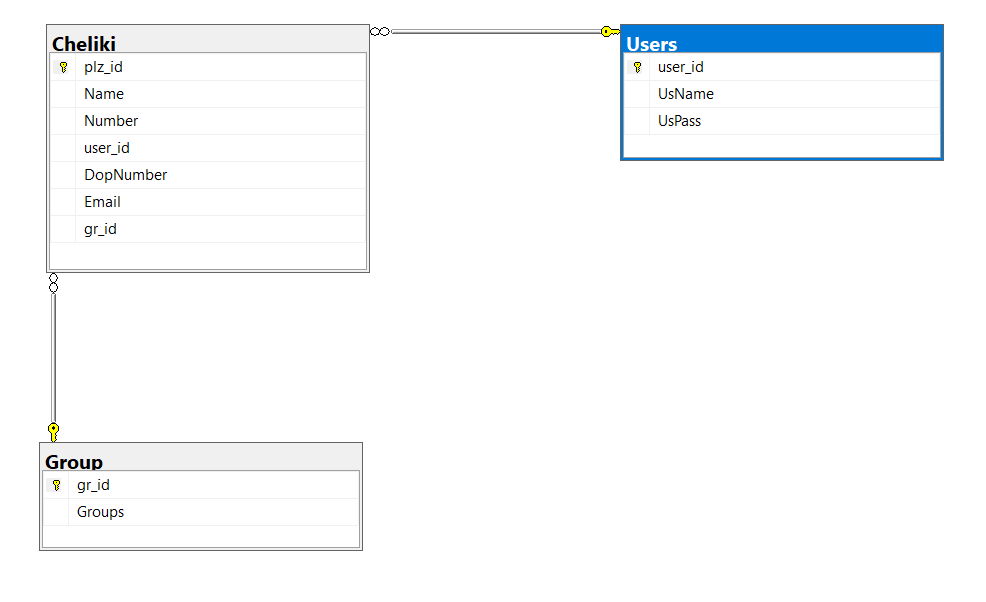 Cheliki
plz_id
Name
Number
user_id
DopNumber
Email
gr_id
Users
user_id
UsName
UsPass
Group
gr_id
Groups